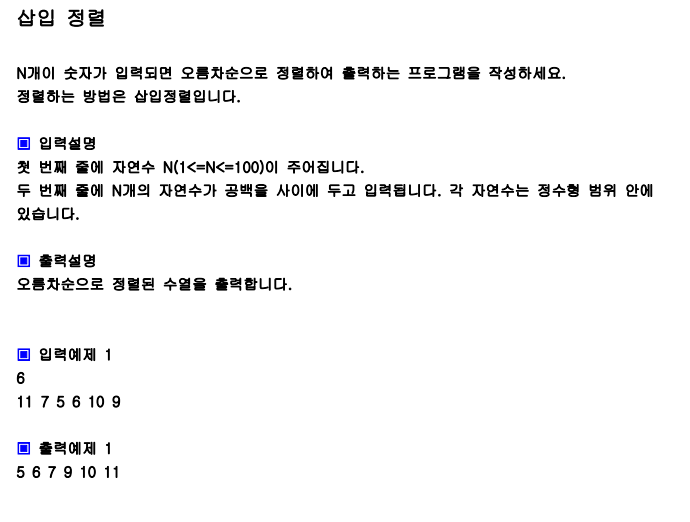 삽입 정렬
N개이 숫자가 입력되면 오름차순으로 정렬하여 출력하는 프로그램을 작성하세요.
정렬하는 방법은 삽입정렬입니다.
▣ 입력설명
첫 번째 줄에 자연수 N(1<=N<=100)이 주어집니다.
두 번째 줄에 N개의 자연수가 공백을 사이에 두고 입력됩니다. 각 자연수는 정수형 범위 안에
있습니다.
▣ 출력설명
오름차순으로 정렬된 수열을 출력합니다.
▣ 입력예제 1
6
11 7 5 6 10 9
▣ 출력예제 1
5 6 7 9 10 11